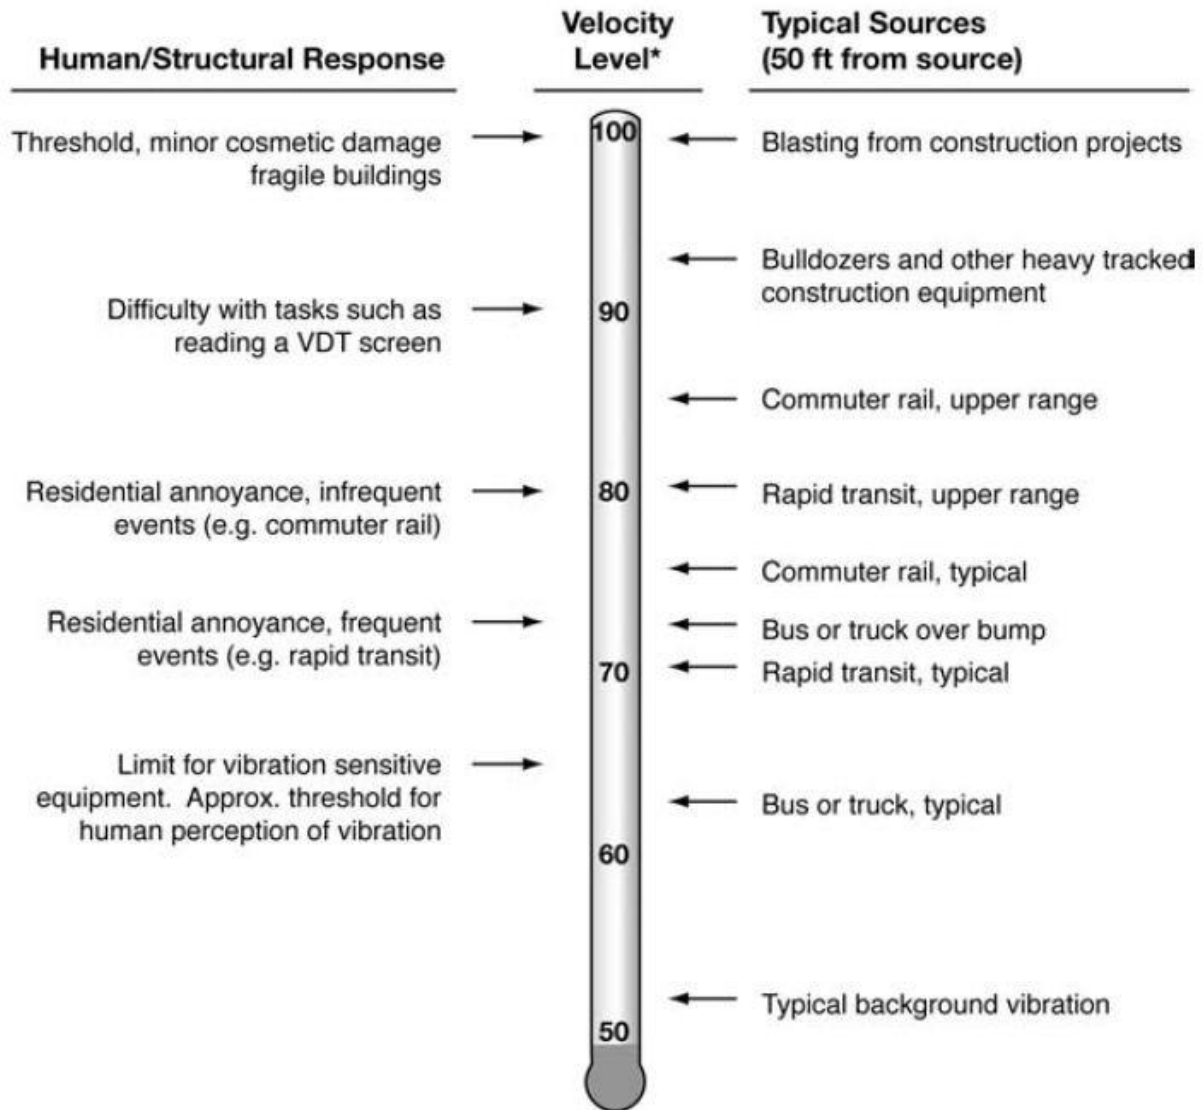 Human/Structural Response
Velocity
Level*
Typical Sources
(50 ft from source)
Threshold, minor cosmetic damage
fragile buildings
100
Blasting from construction projects
Bulldozers and other heavy tracked
construction equipment
Difficulty with tasks such as
reading a VDT screen
90
Commuter rail, upper range
Residential annoyance, infrequent
events (e.g. commuter rail)
80
Rapid transit, upper range
Commuter rail, typical
Residential annoyance, frequent
events (e.g. rapid transit)
Bus or truck over bump
70
Rapid transit, typical
Limit for vibration sensitive
equipment. Approx. threshold for
human perception of vibration
Bus or truck, typical
60
Typical background vibration
50